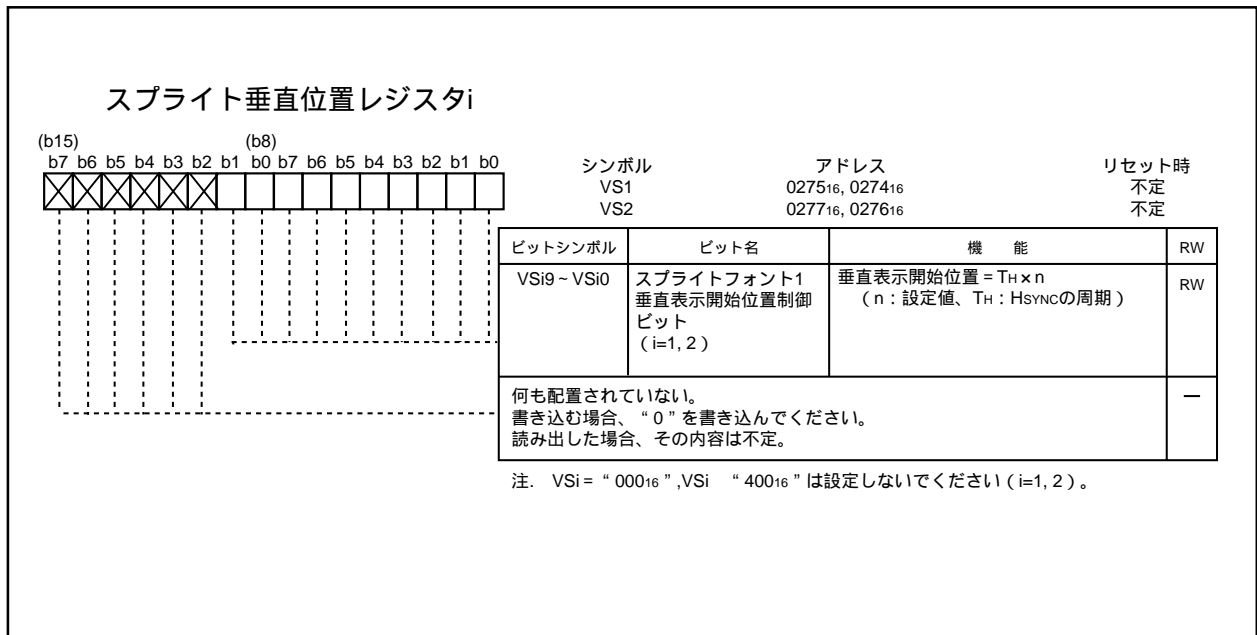 スプライト垂直位置レジスタi
(b15) (b8)
b7 b6 b5 b4 b3 b2 b1 b0 b7 b6 b5 b4 b3 b2 b1 b0
シンボル アドレス リセット時
VS1 027516, 027416 不定
VS2 027716, 027616 不定
ビットシンボル ビット名 機 能 RW
VSi9~VSi0 スプライトフォント1 垂直表示開始位置=TH×n RW
垂直表示開始位置制御 (n:設定値、TH:HSYNCの周期)
ビット
(i=1, 2)
何も配置されていない。 ー
書き込む場合、“0”を書き込んでください。
読み出した場合、その内容は不定。
注. VSi=“00016”,VSi “40016”は設定しないでください(i=1, 2)。